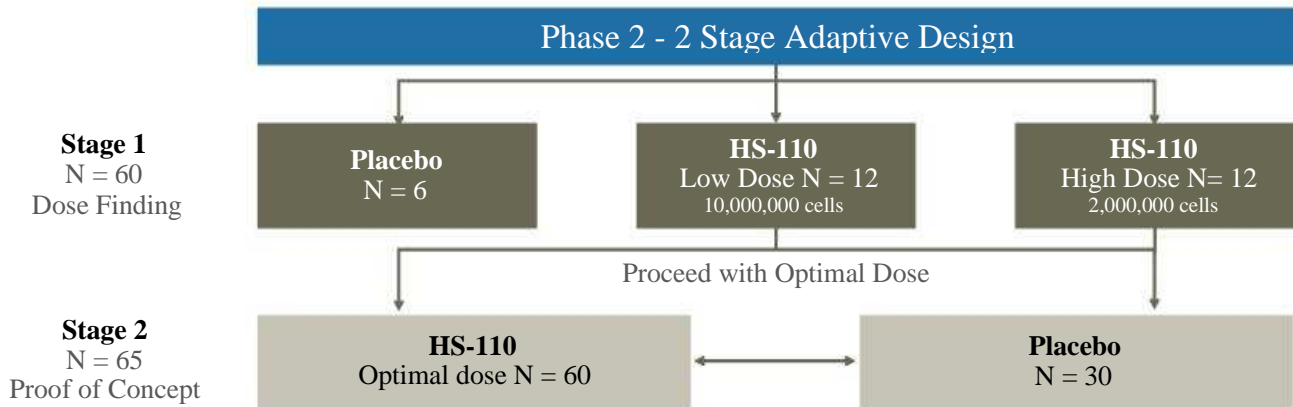 Phase 2 - 2 Stage Adaptive Design
Stage 1
N = 60
Dose Finding
Placebo
N = 6
HS-110
Low Dose N = 12
10,000,000 cells
HS-110
High Dose N= 12
2,000,000 cells
Proceed with Optimal Dose
Stage 2
N = 65
Proof of Concept
HS-110
Optimal dose N = 60
Placebo
N = 30